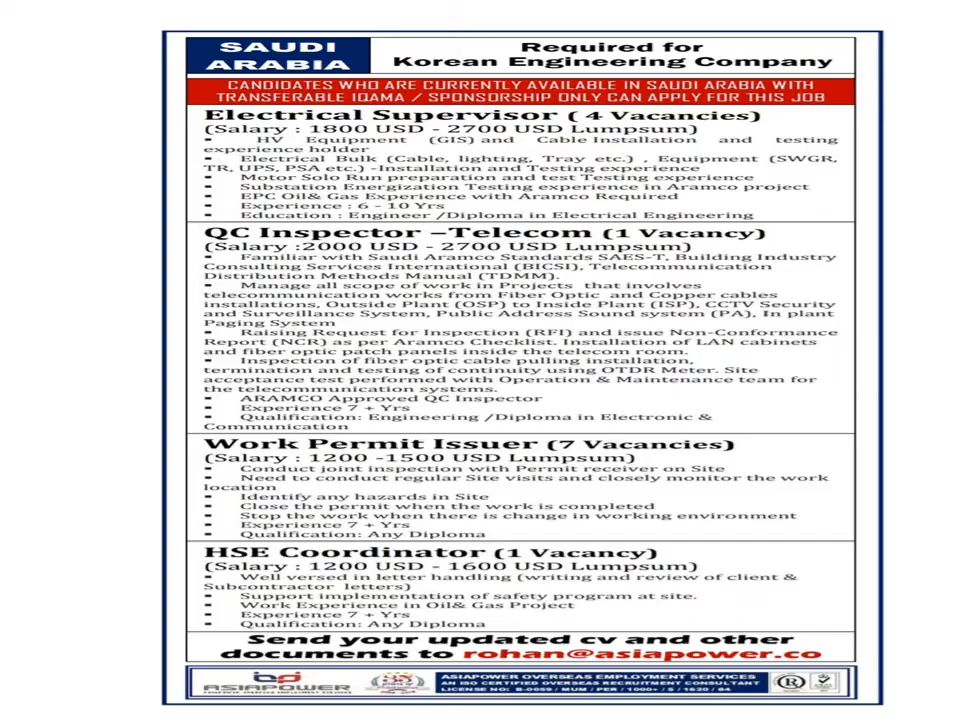 SAUDI
ARABIA
Required for
Korean Engineering Company
CANDIDATES WHO ARE CURRENTLY AVAILABLE IN SAUDI ARABIA WITH
TRANSFERABLE IQAMA / SPONSORSHIP ONLY CAN APPLY FOR THIS JOB
Electrical Supervisor ( 4 Vacancies)
(Salary : 1800 USD - 2700 USD Lumpsum)
▪ HV Equipment (GIS) and Cable Installation and testing
experience holder
▪ Electrical Bulk (Cable, lighting, Tray etc.) , Equipment (SWGR,
TR, UPS, PSA etc.) -Installation and Testing experience
▪ Motor Solo Run preparation and test Testing experience
▪ Substation Energization Testing experience in Aramco project
▪ EPC Oil& Gas Experience with Aramco Required
▪ Experience : 6 - 10 Yrs
▪ Education : Engineer /Diploma in Electrical Engineering
QC Inspector –Telecom (1 Vacancy)
(Salary :2000 USD - 2700 USD Lumpsum)
▪ Familiar with Saudi Aramco Standards SAES-T, Building Industry
Consulting Services International (BICSI), Telecommunication
Distribution Methods Manual (TDMM).
▪ Manage all scope of work in Projects that involves
telecommunication works from Fiber Optic and Copper cables
installations, Outside Plant (OSP) to Inside Plant (ISP), CCTV Security
and Surveillance System, Public Address Sound system (PA), In plant
Paging System
▪ Raising Request for Inspection (RFI) and issue Non-Conformance
Report (NCR) as per Aramco Checklist. Installation of LAN cabinets
and fiber optic patch panels inside the telecom room.
▪ Inspection of fiber optic cable pulling installation,
termination and testing of continuity using OTDR Meter. Site
acceptance test performed with Operation & Maintenance team for
the telecommunication systems.
▪ ARAMCO Approved QC Inspector
▪ Experience 7 + Yrs
▪ Qualification: Engineering /Diploma in Electronic &
Communication
Work Permit Issuer (7 Vacancies)
(Salary : 1200 -1500 USD Lumpsum)
▪ Conduct joint inspection with Permit receiver on Site
▪ Need to conduct regular Site visits and closely monitor the work
location
▪ Identify any hazards in Site
▪ Close the permit when the work is completed
▪ Stop the work when there is change in working environment
▪ Experience 7 + Yrs
▪ Qualification: Any Diploma
HSE Coordinator (1 Vacancy)
(Salary : 1200 USD - 1600 USD Lumpsum)
▪ Well versed in letter handling (writing and review of client &
Subcontractor letters)
▪ Support implementation of safety program at site.
▪ Work Experience in Oil& Gas Project
▪ Experience 7 + Yrs
▪ Qualification: Any Diploma
Send your updated cv and other
documents to rohan@asiapower.co
ASIAPOWER
ASIAPOWER OVERSEAS EMPLOYMENT SERVICES
AN ISO CERTIFIED OVERSEAS RECRUITMENT CONSULTANT
LICENSE NO: B-0059 / MUM / PER / 1000+ / 5 / 1620 / 84
R